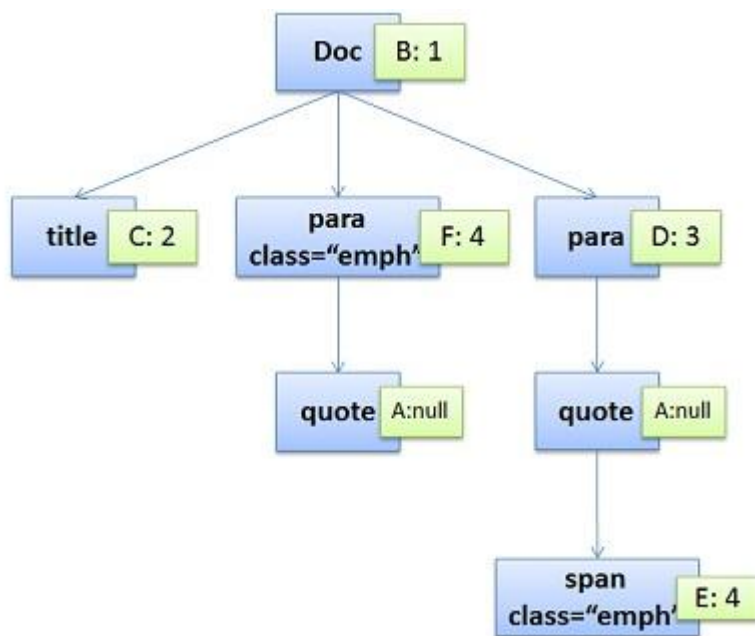 Doc B: 1
title C: 2
para
class=“emph” F: 4
para D: 3
quote A:null
quote A:null
span
class=“emph” E: 4